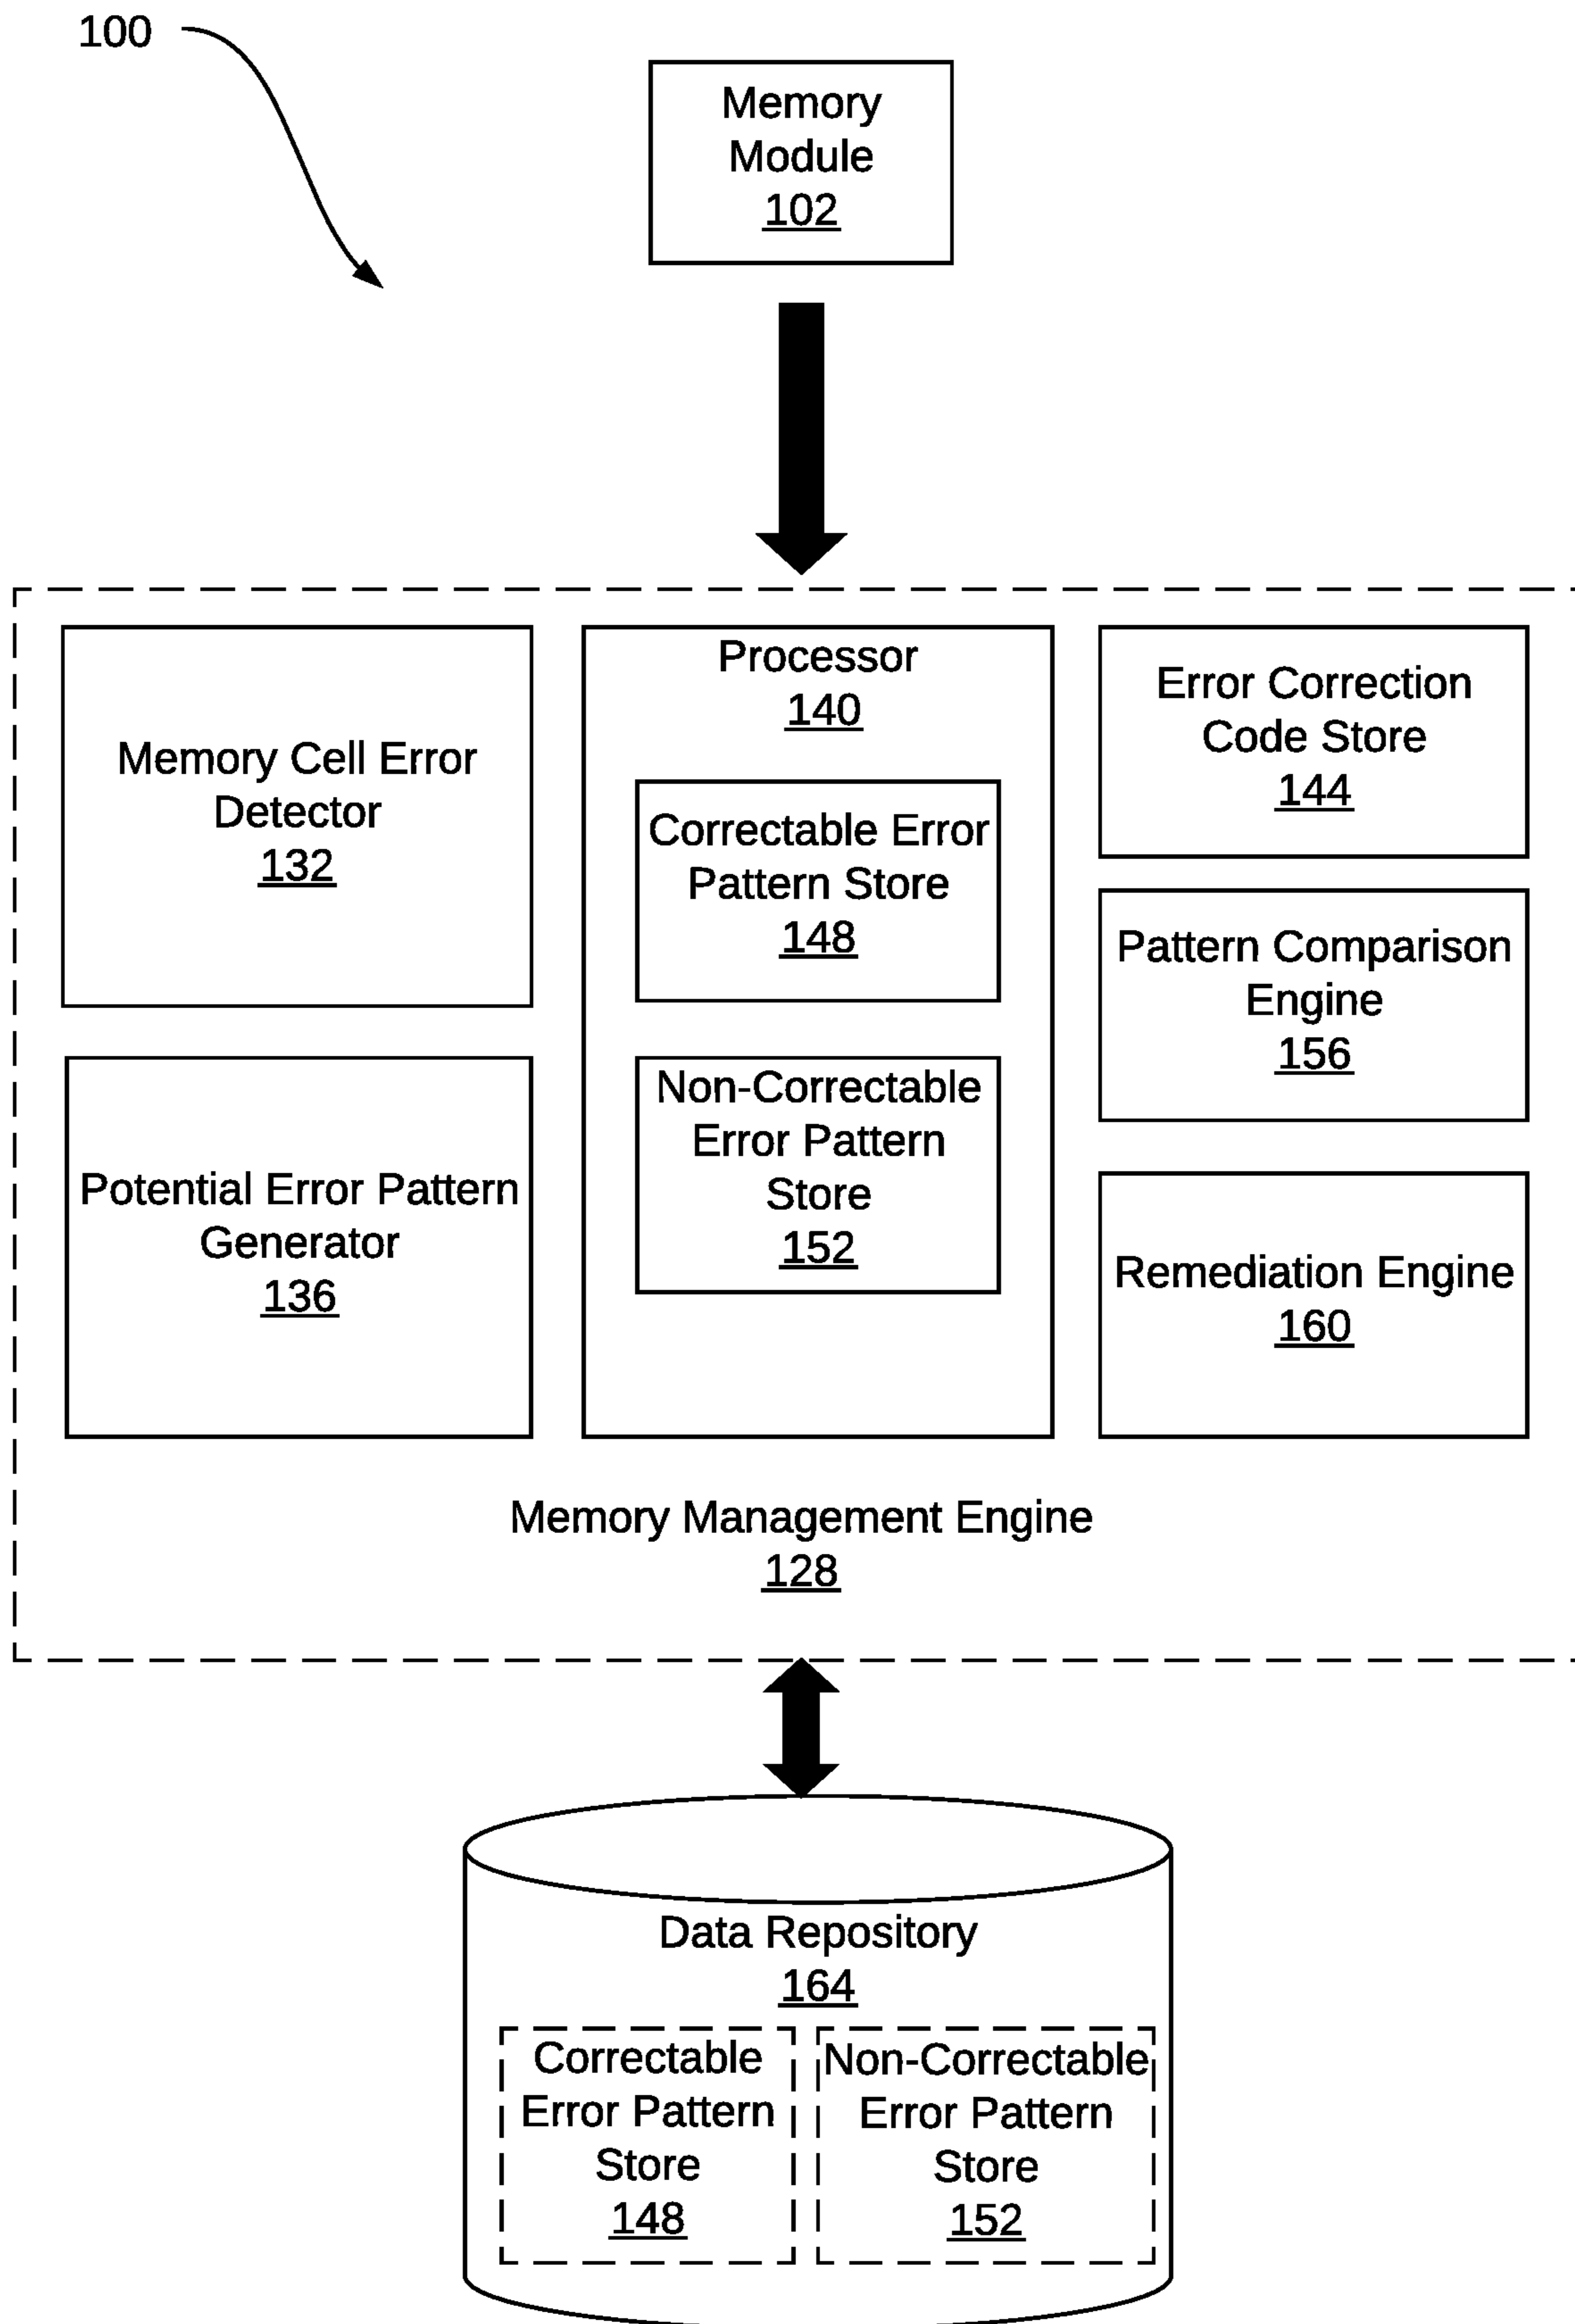 100
Memory
Module
102
Memory Cell Error
Detector
132
Potential Error Pattern
Generator
136
Processor
140
Correctable Error
Pattern Store
148
Non-Correctable
Error Pattern
Store
152
Error Correction
Code Store
144
Pattern Comparison
Engine
156
Remediation Engine
160
Memory Management Engine
128
Data Repository
164
Correctable
Error Pattern
Store
148
Non-Correctable
Error Pattern
Store
152